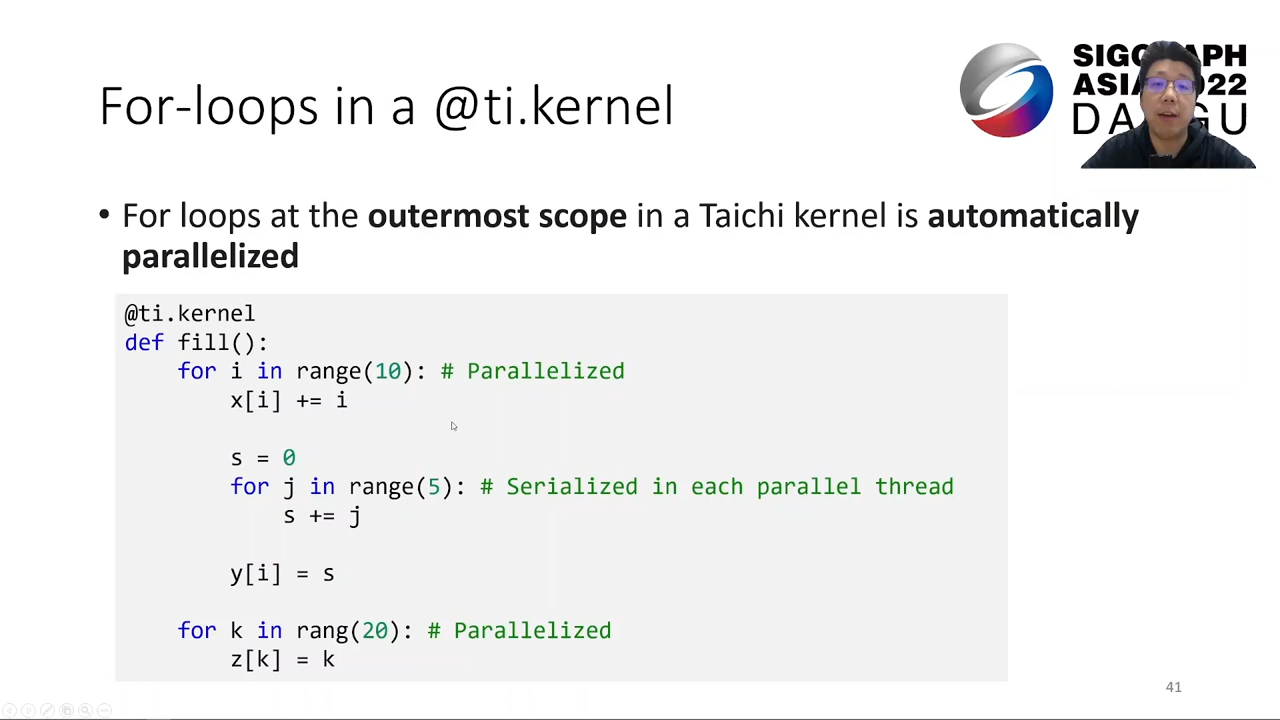 For-loops in a @ti.kernel
• For loops at the outermost scope in a Taichi kernel is automatically
parallelized
@ti.kernel
def fill():
for i in range(10): # Parallelized
x[i] += i
s = 0
for j in range(5): # Serialized in each parallel thread
s += j
y[i] = s
for k in rang(20): # Parallelized
z[k] = k
41